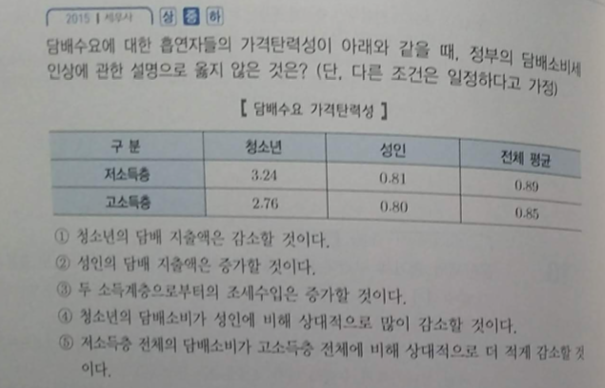 2015 | 세무사 상 중 하
담배수요에 대한 흡연자들의 가격탄력성이 아래와 같을 때, 정부의 담배소비세
인상에 관한 설명으로 옳지 않은 것은? (단, 다른 조건은 일정하다고 가정)
[ 담배수요 가격탄력성 ]
구 분 청소년 성인 전체 평균
저소득층 3.24 0.81 0.89
고소득층 2.76 0.80 0.85
① 청소년의 담배 지출액은 감소할 것이다.
② 성인의 담배 지출액은 증가할 것이다.
③ 두 소득계층으로부터의 조세수입은 증가할 것이다.
④ 청소년의 담배소비가 성인에 비해 상대적으로 많이 감소할 것이다.
⑤ 저소득층 전체의 담배소비가 고소득층 전체에 비해 상대적으로 더 적게 감소할 것
이다.